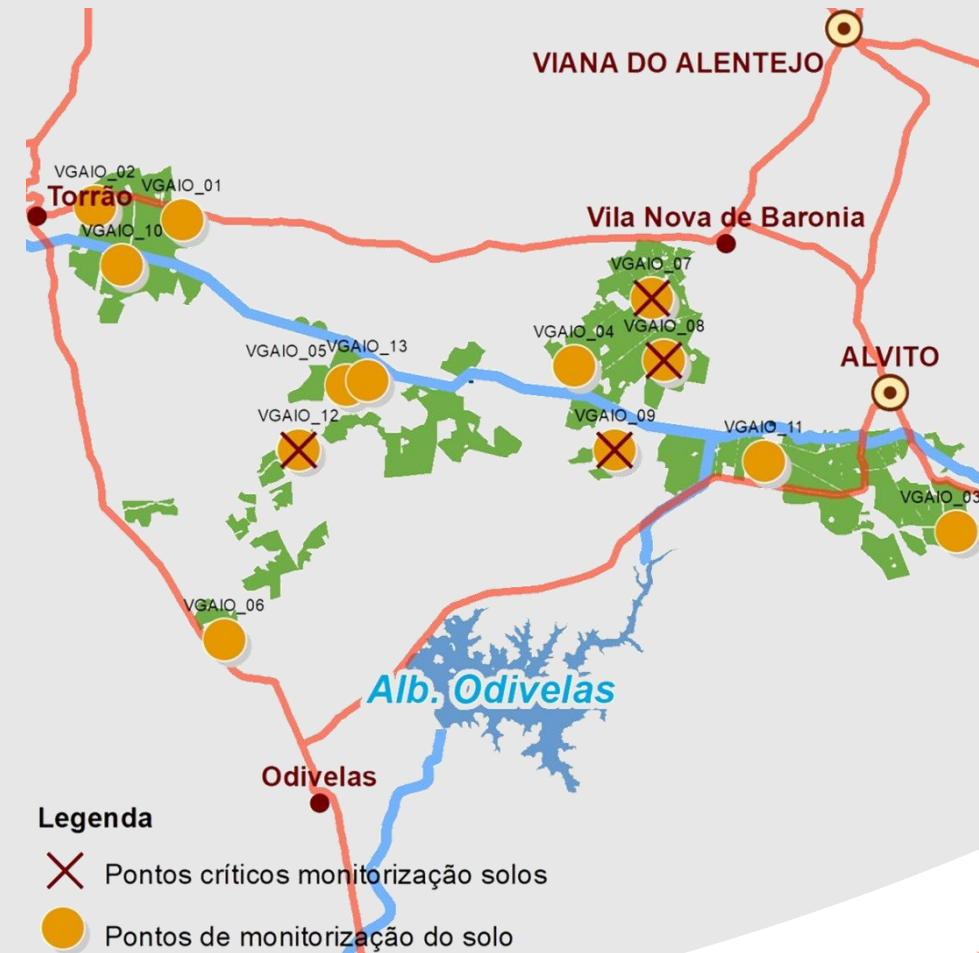 VIANA DO ALENTEJO
VGAIO_02
VGAIO_01
Torrão
VGAIO_10
Vila Nova de Baronia
VGAIO_07
VGAIO_08
VGAIO_04
VGAIO_05
VGAIO_13
ALVITO
VGAIO_12
VGAIO_09
VGAIO_11
VGAIO_03
VGAIO_06
Alb. Odivelas
Odivelas
Legenda
Pontos críticos monitorização solos
Pontos de monitorização do solo